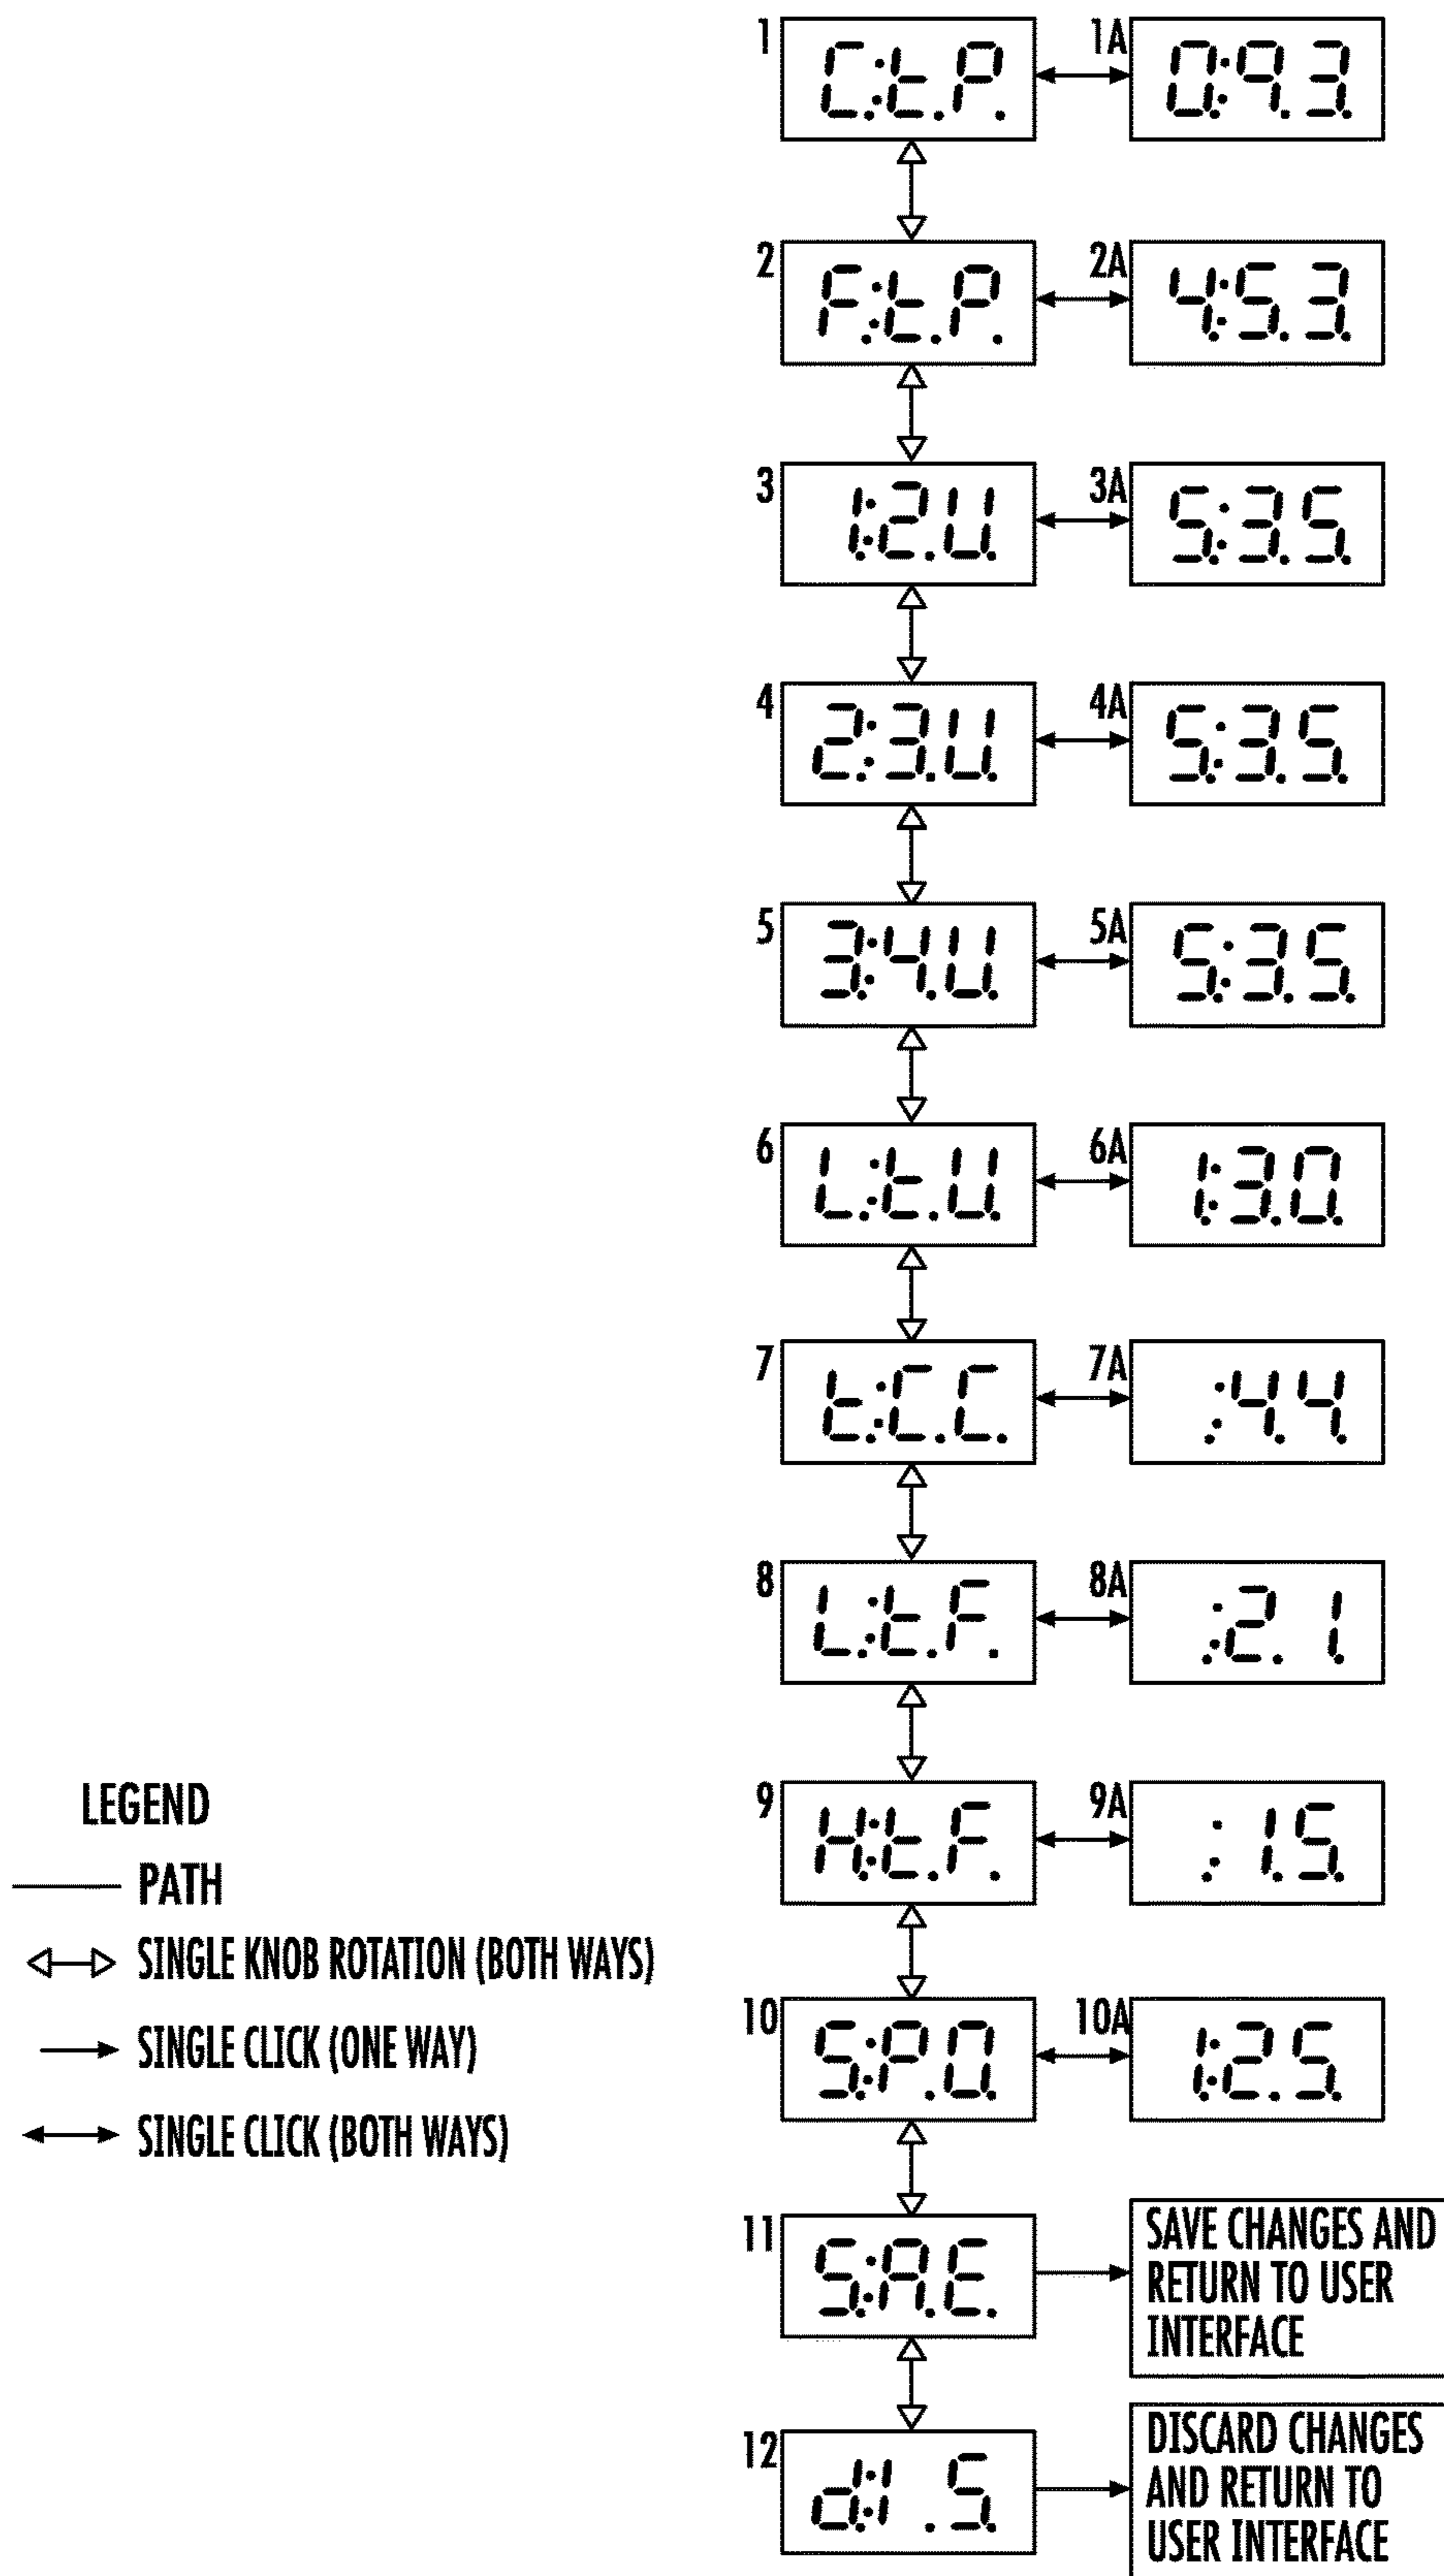 1
C:t.P.
1A
0:9.3.
2
F:t.P.
2A
4:5.3.
3
1:2.U.
3A
5:3.5.
4
2:3.U.
4A
5:3.5.
5
3:4.U.
5A
5:3.5.
6
L:t.U.
6A
1:3.0.
7
t:C.C.
7A
:4.4.
8
L:t.F.
8A
:2.1.
9
H:t.F.
9A
:1.5.
10
S:P.O.
10A
1:2.5.
11
S:A.E.
SAVE CHANGES AND
RETURN TO USER
INTERFACE
12
d:I.S.
DISCARD CHANGES
AND RETURN TO
USER INTERFACE
LEGEND
PATH
SINGLE KNOB ROTATION (BOTH WAYS)
SINGLE CLICK (ONE WAY)
SINGLE CLICK (BOTH WAYS)